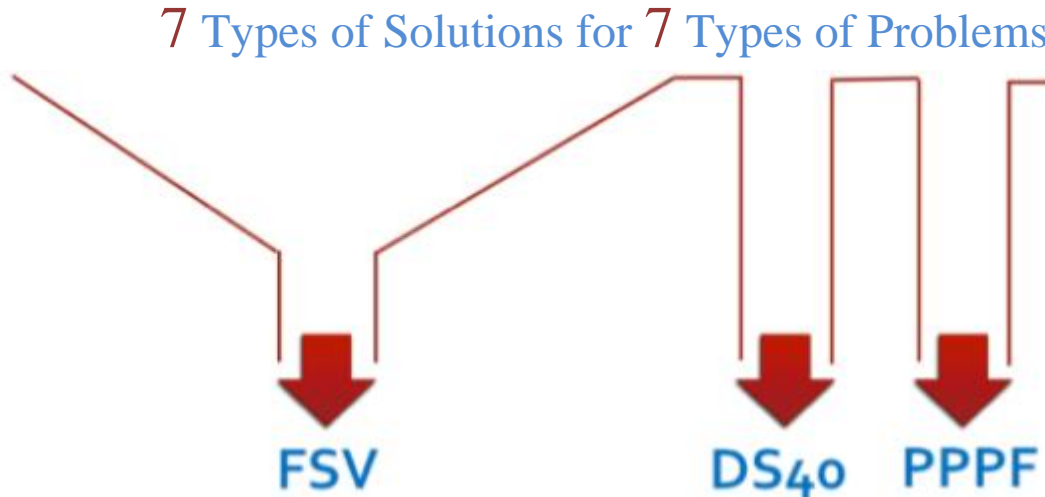 7 Types of Solutions for 7 Types of Problems
FSV DS40 PPPF